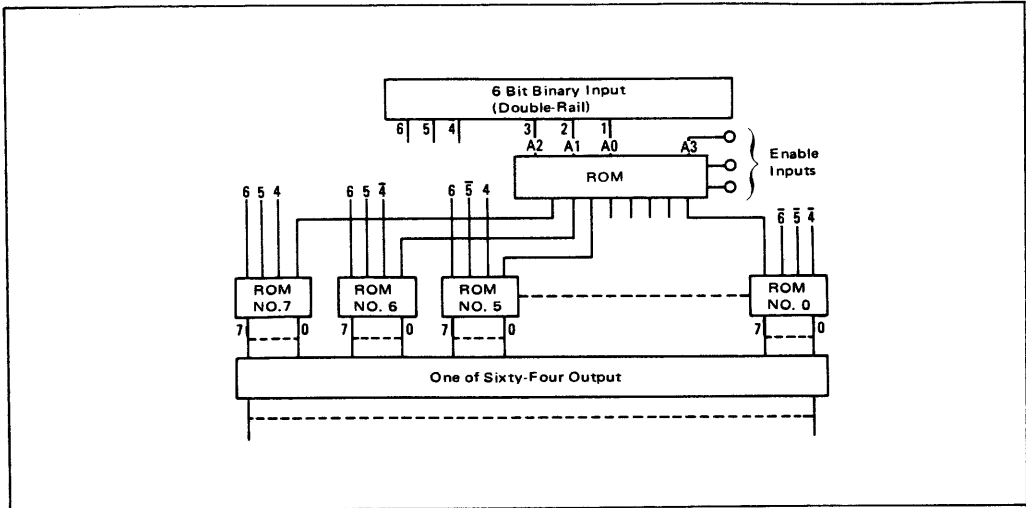 6 Bit Binary Input
(Double-Rail)
6 5 4 3 2 1
A2 A1 A0 A3
ROM
Enable
Inputs
6 5 4 6 5 4̅ 6 5̅ 4 6̅ 5̅ 4̅
ROM
NO.7
ROM
NO. 6
ROM
NO. 5
ROM
NO. 0
7 0 7 0 7 0 7 0
One of Sixty-Four Output